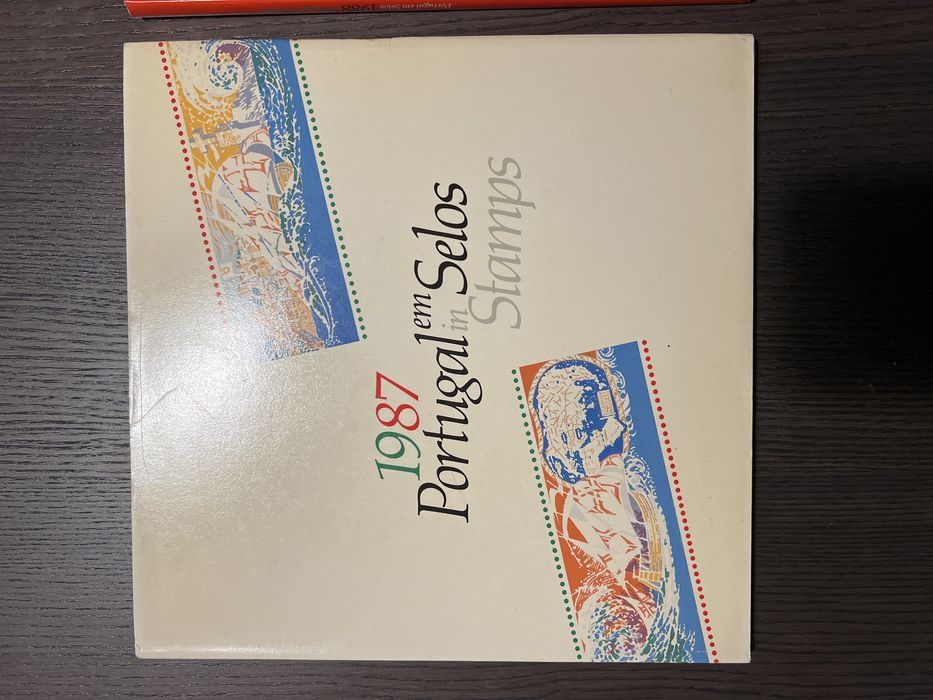 1987
Portugal em Selos
in Stamps
Portugal em Selos 1988